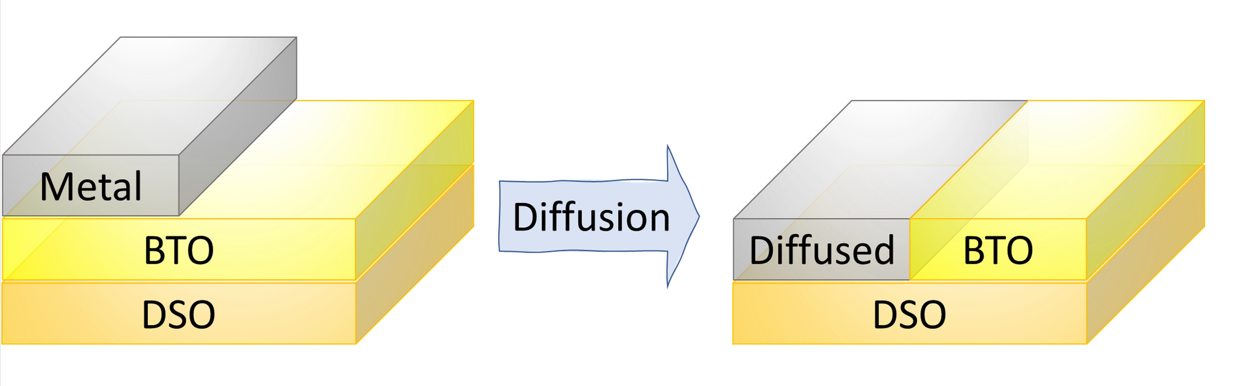 Metal
BTO
DSO
Diffusion
Diffused
BTO
DSO